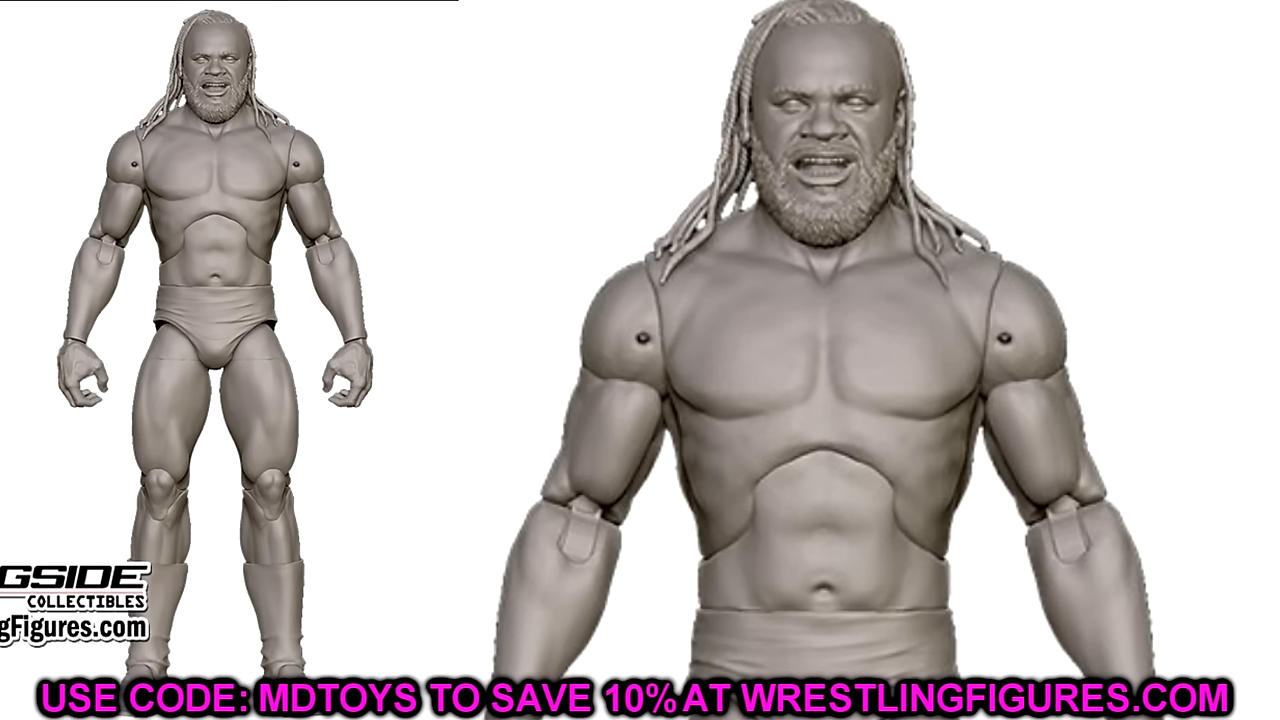 GSIDE
COLLECTIBLES
gFigures.com
USE CODE: MDTOYS TO SAVE 10% AT WRESTLINGFIGURES.COM